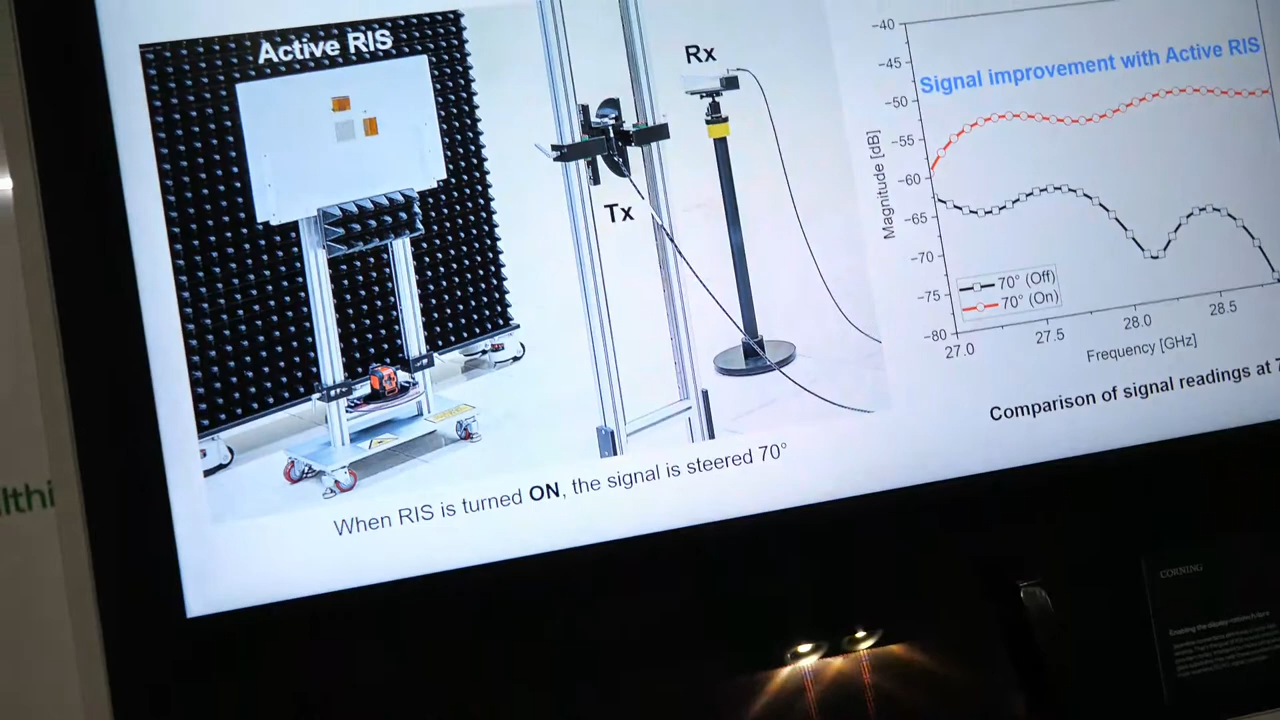 Active RIS
Rx
Tx
When RIS is turned ON, the signal is steered 70°
Signal improvement with Active RIS
Magnitude [dB]
−40
−45
−50
−55
−60
−65
−70
−75
−80
70° (Off)
70° (On)
27.0
27.5
28.0
28.5
Frequency [GHz]
Comparison of signal readings at
CORNING